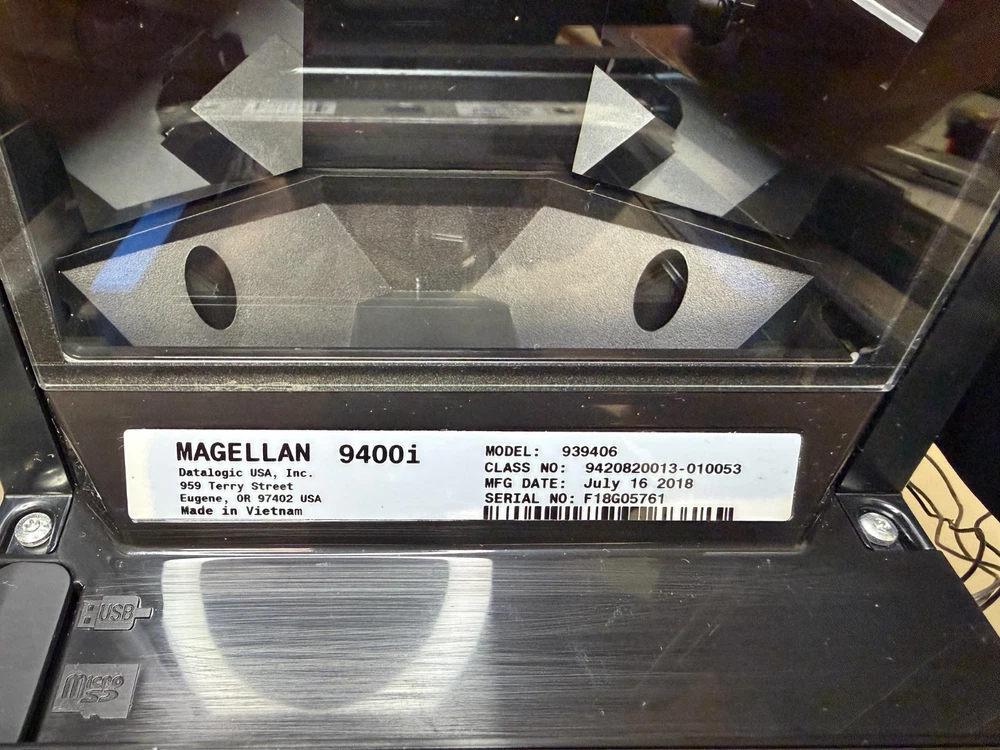 MAGELLAN 9400i
Datalogic USA, Inc.
959 Terry Street
Eugene, OR 97402 USA
Made in Vietnam
MODEL: 939406
CLASS NO: 9420820013-010053
MFG DATE: July 16 2018
SERIAL NO: F18G05761
USB
Micro
SD